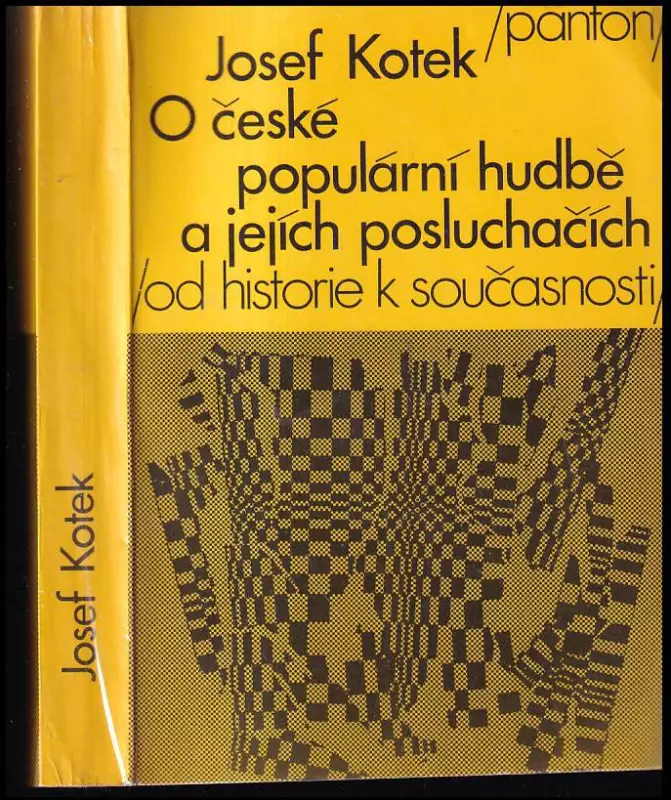 /panton/
Josef Kotek
O české
populární hudbě
a jejích posluchačích
/od historie k současnosti/
Josef Kotek